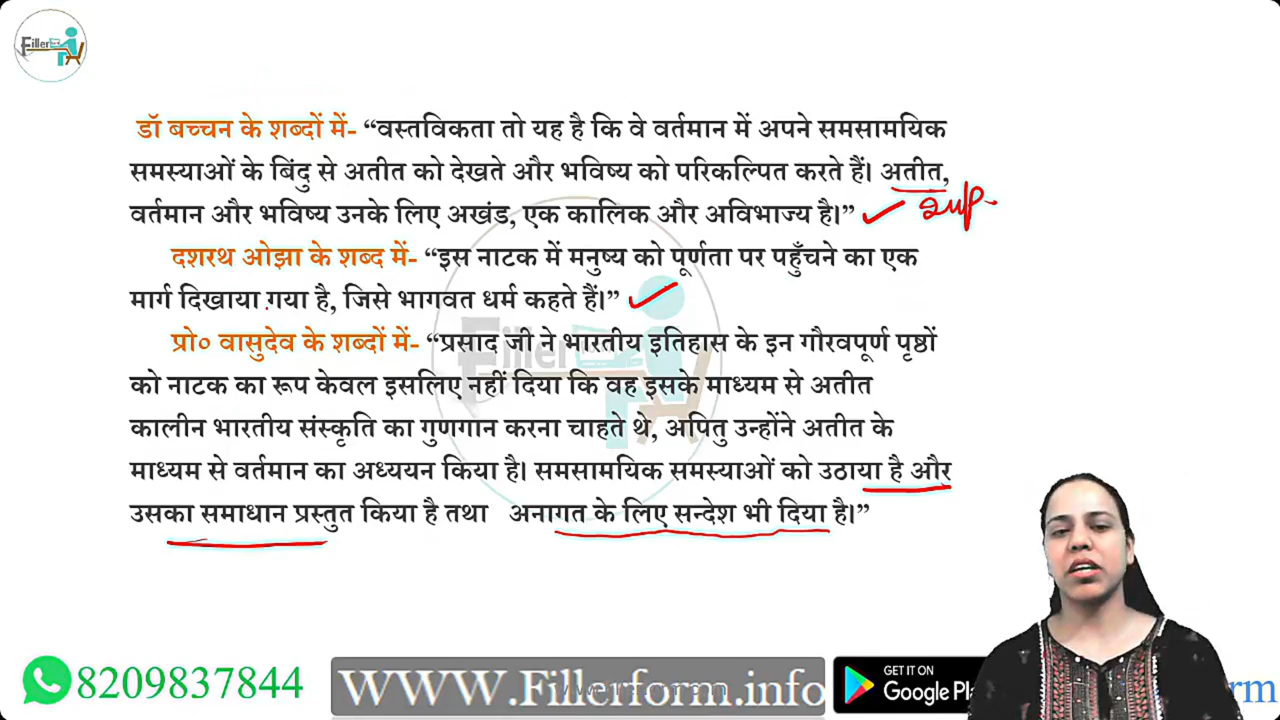 Filler
डॉ बच्चन के शब्दों में- “वस्तविकता तो यह है कि वे वर्तमान में अपने समसामयिक
समस्याओं के बिंदु से अतीत को देखते और भविष्य को परिकल्पित करते हैं। अतीत,
वर्तमान और भविष्य उनके लिए अखंड, एक कालिक और अविभाज्य है।” Imp.
दशरथ ओझा के शब्द में- “इस नाटक में मनुष्य को पूर्णता पर पहुँचने का एक
मार्ग दिखाया गया है, जिसे भागवत धर्म कहते हैं।”
प्रो० वासुदेव के शब्दों में- “प्रसाद जी ने भारतीय इतिहास के इन गौरवपूर्ण पृष्ठों
को नाटक का रूप केवल इसलिए नहीं दिया कि वह इसके माध्यम से अतीत
कालीन भारतीय संस्कृति का गुणगान करना चाहते थे, अपितु उन्होंने अतीत के
माध्यम से वर्तमान का अध्ययन किया है। समसामयिक समस्याओं को उठाया है और
उसका समाधान प्रस्तुत किया है तथा अनागत के लिए सन्देश भी दिया है।”
8209837844
WWW.Fillerform.info
GET IT ON
Google Pla
rm